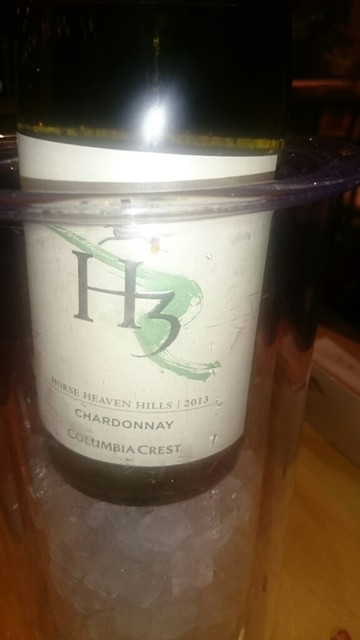 H3
HORSE HEAVEN HILLS | 2013
CHARDONNAY
COLUMBIA CREST